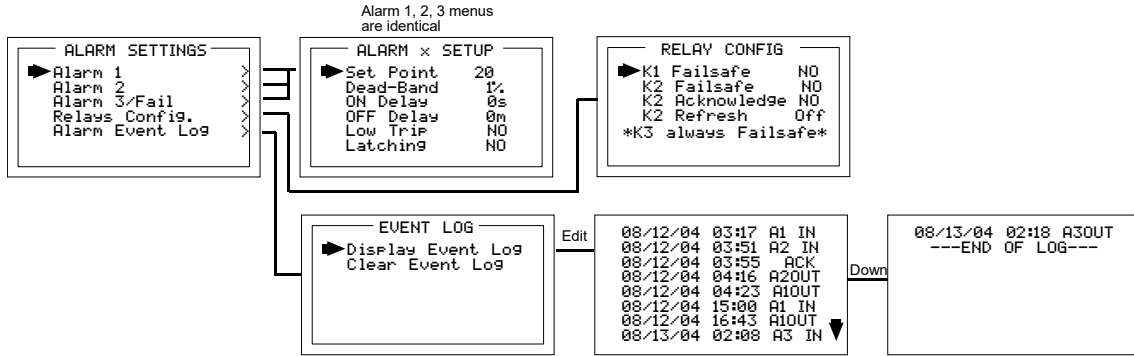 Alarm 1, 2, 3 menus
are identical
ALARM SETTINGS
Alarm 1 >
Alarm 2 >
Alarm 3/Fail >
Relays Config. >
Alarm Event Log >
ALARM x SETUP
Set Point 20
Dead-Band 1%
ON Delay 0s
OFF Delay 0m
Low Trip NO
Latching NO
RELAY CONFIG
K1 Failsafe NO
K2 Failsafe NO
K2 Acknowledge NO
K2 Refresh Off
*K3 always Failsafe*
EVENT LOG
Display Event Log
Clear Event Log
Edit
08/12/04 03:17 A1 IN
08/12/04 03:51 A2 IN
08/12/04 03:55 ACK
08/12/04 04:16 A2OUT
08/12/04 04:23 A1OUT
08/12/04 15:00 A1 IN
08/12/04 16:43 A1OUT
08/13/04 02:08 A3 IN
Down
08/13/04 02:18 A3OUT
---END OF LOG---